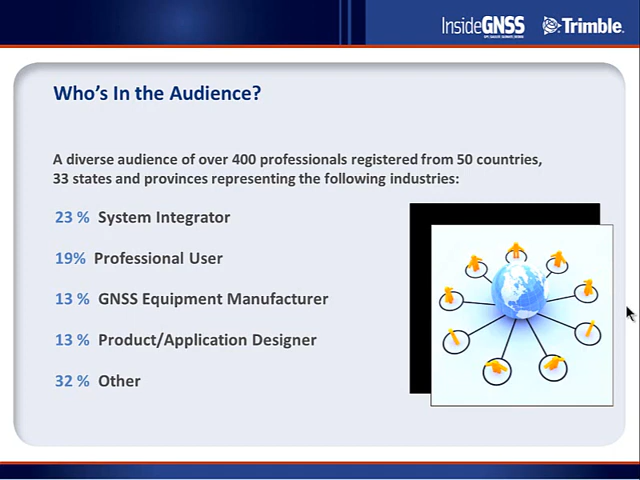 InsideGNSS
Trimble.
Who's In the Audience?
A diverse audience of over 400 professionals registered from 50 countries,
33 states and provinces representing the following industries:
23 % System Integrator
19% Professional User
13 % GNSS Equipment Manufacturer
13 % Product/Application Designer
32 % Other